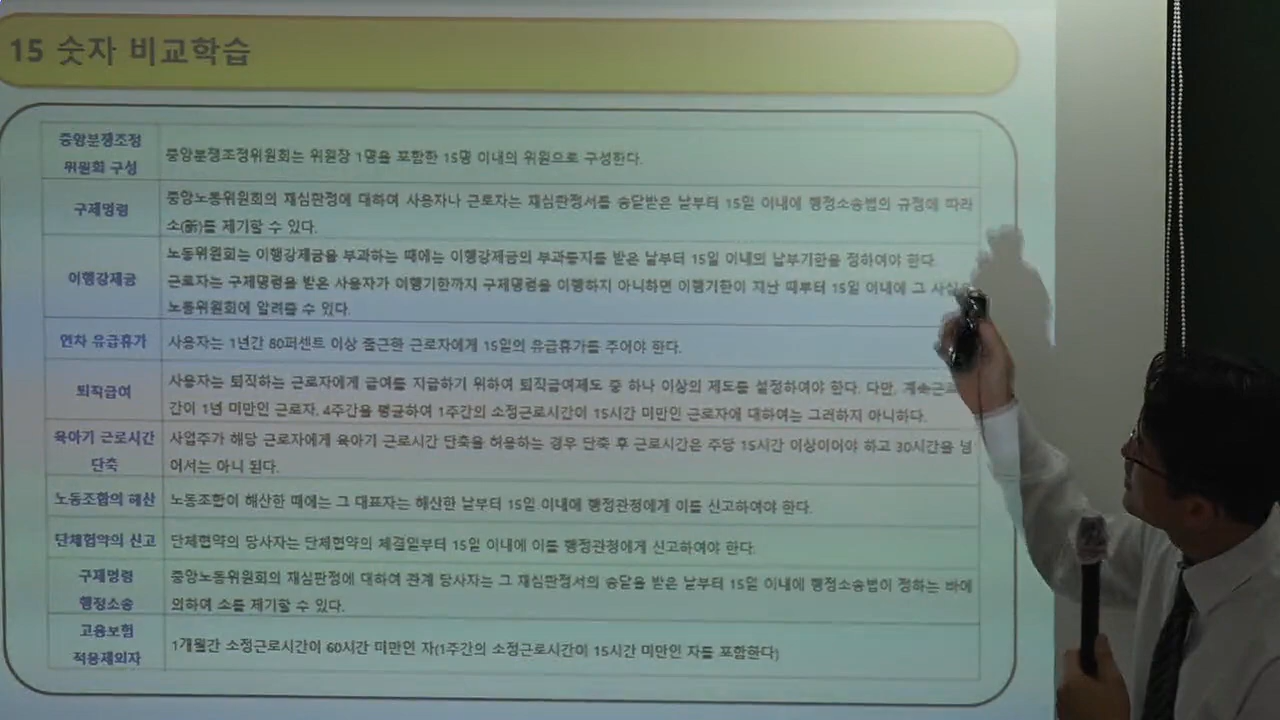 15 숫자 비교학습
중앙분쟁조정
위원회 구성
중앙분쟁조정위원회는 위원장 1명을 포함한 15명 이내의 위원으로 구성한다.
구제명령
중앙노동위원회의 재심판정에 대하여 사용자나 근로자는 재심판정서를 송달받은 날부터 15일 이내에 행정소송법의 규정에 따라
소(訴)를 제기할 수 있다.
이행강제금
노동위원회는 이행강제금을 부과하는 때에는 이행강제금의 부과통지를 받은 날부터 15일 이내의 납부기한을 정하여야 한다.
근로자는 구제명령을 받은 사용자가 이행기한까지 구제명령을 이행하지 아니하면 이행기한이 지난 때부터 15일 이내에 그 사실을
노동위원회에 알려줄 수 있다.
연차 유급휴가
사용자는 1년간 80퍼센트 이상 출근한 근로자에게 15일의 유급휴가를 주어야 한다.
퇴직급여
사용자는 퇴직하는 근로자에게 급여를 지급하기 위하여 퇴직급여제도 중 하나 이상의 제도를 설정하여야 한다. 다만, 계속근로
간이 1년 미만인 근로자, 4주간을 평균하여 1주간의 소정근로시간이 15시간 미만인 근로자에 대하여는 그러하지 아니하다.
육아기 근로시간
단축
사업주가 해당 근로자에게 육아기 근로시간 단축을 허용하는 경우 단축 후 근로시간은 주당 15시간 이상이어야 하고 30시간을 넘
어서는 아니 된다.
노동조합의 해산
노동조합이 해산한 때에는 그 대표자는 해산한 날부터 15일 이내에 행정관청에게 이를 신고하여야 한다.
단체협약의 신고
단체협약의 당사자는 단체협약의 체결일부터 15일 이내에 이를 행정관청에게 신고하여야 한다.
구제명령
행정소송
중앙노동위원회의 재심판정에 대하여 관계 당사자는 그 재심판정서의 송달을 받은 날부터 15일 이내에 행정소송법이 정하는 바에
의하여 소를 제기할 수 있다.
고용보험
적용제외자
1개월간 소정근로시간이 60시간 미만인 자(1주간의 소정근로시간이 15시간 미만인 자를 포함한다)